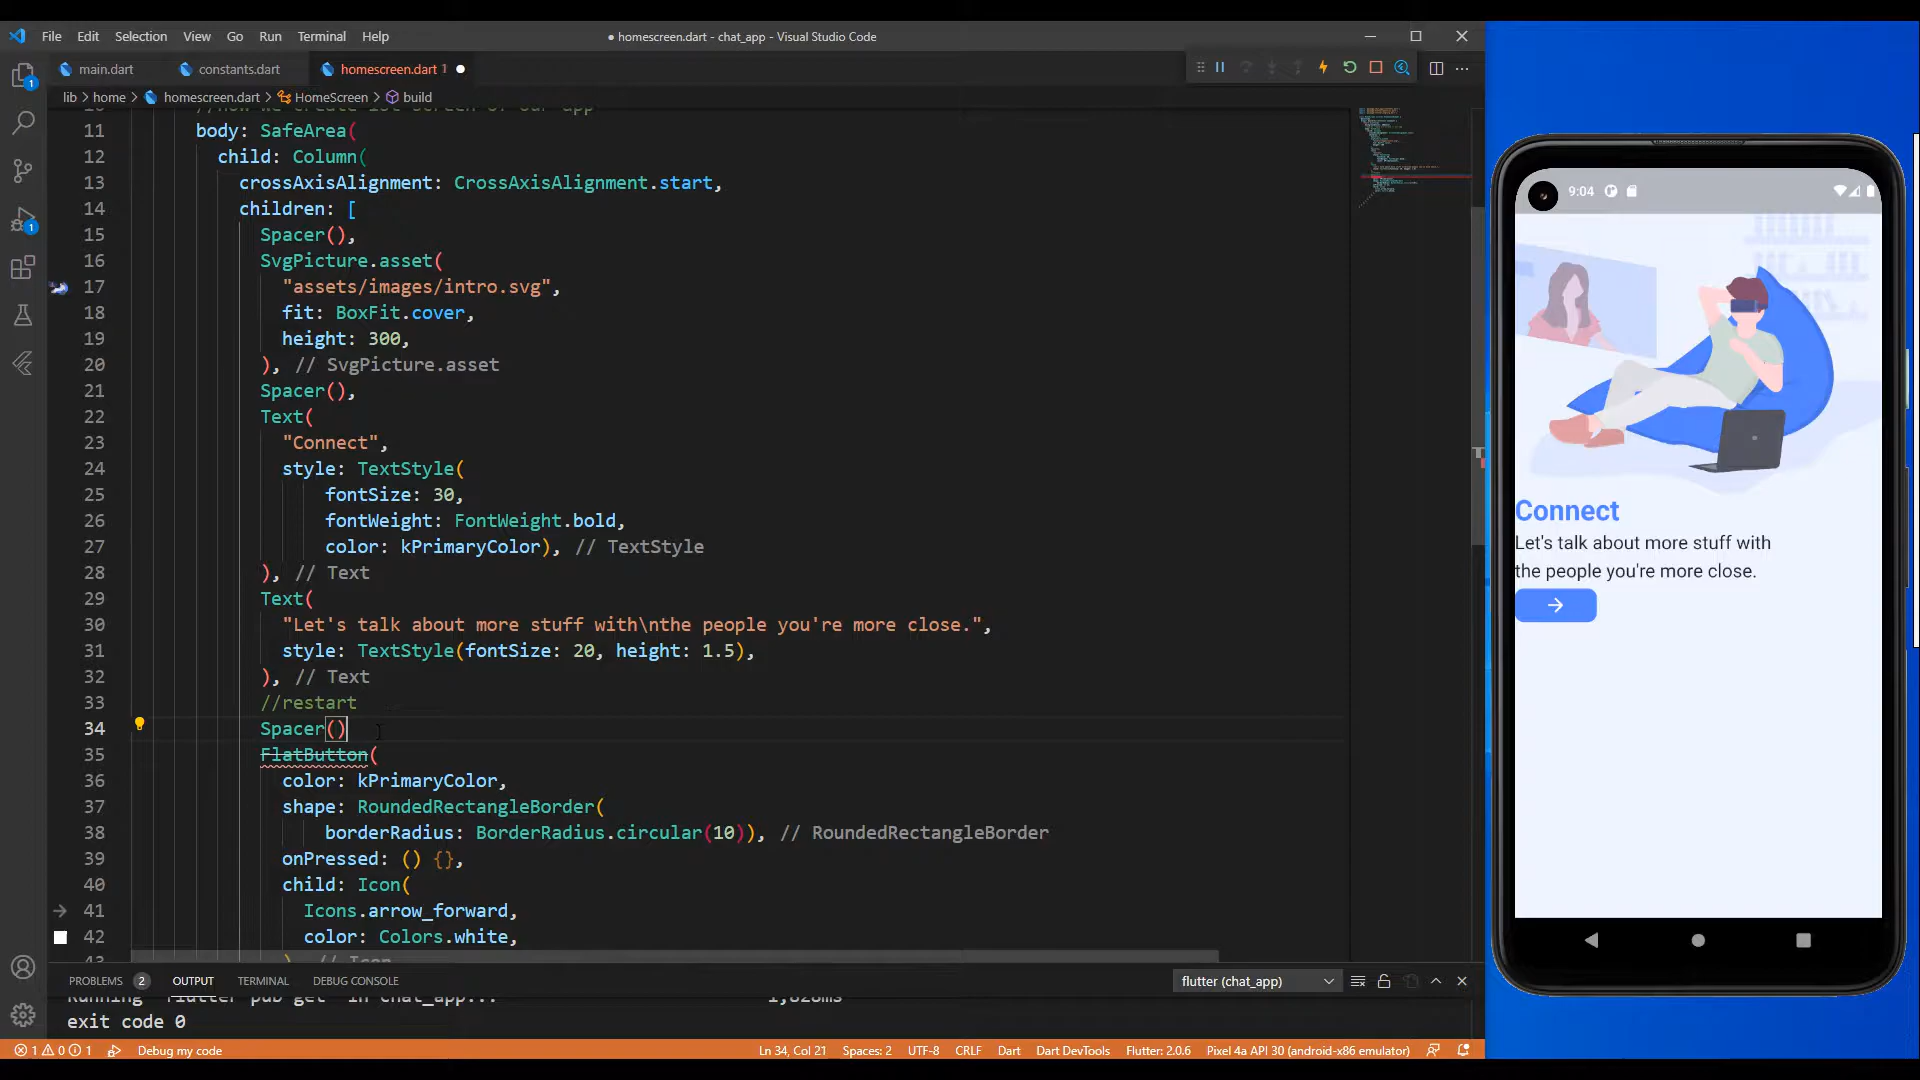 File Edit Selection View Go Run Terminal Help
● homescreen.dart - chat_app - Visual Studio Code
main.dart constants.dart homescreen.dart 1
lib > home > homescreen.dart > HomeScreen > build
11 body: SafeArea(
12 child: Column(
13 crossAxisAlignment: CrossAxisAlignment.start,
14 children: [
15 Spacer(),
16 SvgPicture.asset(
17 "assets/images/intro.svg",
18 fit: BoxFit.cover,
19 height: 300,
20 ), // SvgPicture.asset
21 Spacer(),
22 Text(
23 "Connect",
24 style: TextStyle(
25 fontSize: 30,
26 fontWeight: FontWeight.bold,
27 color: kPrimaryColor), // TextStyle
28 ), // Text
29 Text(
30 "Let's talk about more stuff with\nthe people you're more close.",
31 style: TextStyle(fontSize: 20, height: 1.5),
32 ), // Text
33 //restart
34 Spacer()
35 FlatButton(
36 color: kPrimaryColor,
37 shape: RoundedRectangleBorder(
38 borderRadius: BorderRadius.circular(10)), // RoundedRectangleBorder
39 onPressed: () {},
40 child: Icon(
41 Icons.arrow_forward,
42 color: Colors.white,
PROBLEMS 2 OUTPUT TERMINAL DEBUG CONSOLE flutter (chat_app)
exit code 0
1 0 1 Debug my code Ln 34, Col 21 Spaces: 2 UTF-8 CRLF Dart Dart DevTools Flutter: 2.0.6 Pixel 4a API 30 (android-x86 emulator)
9:04
Connect
Let's talk about more stuff with
the people you're more close.